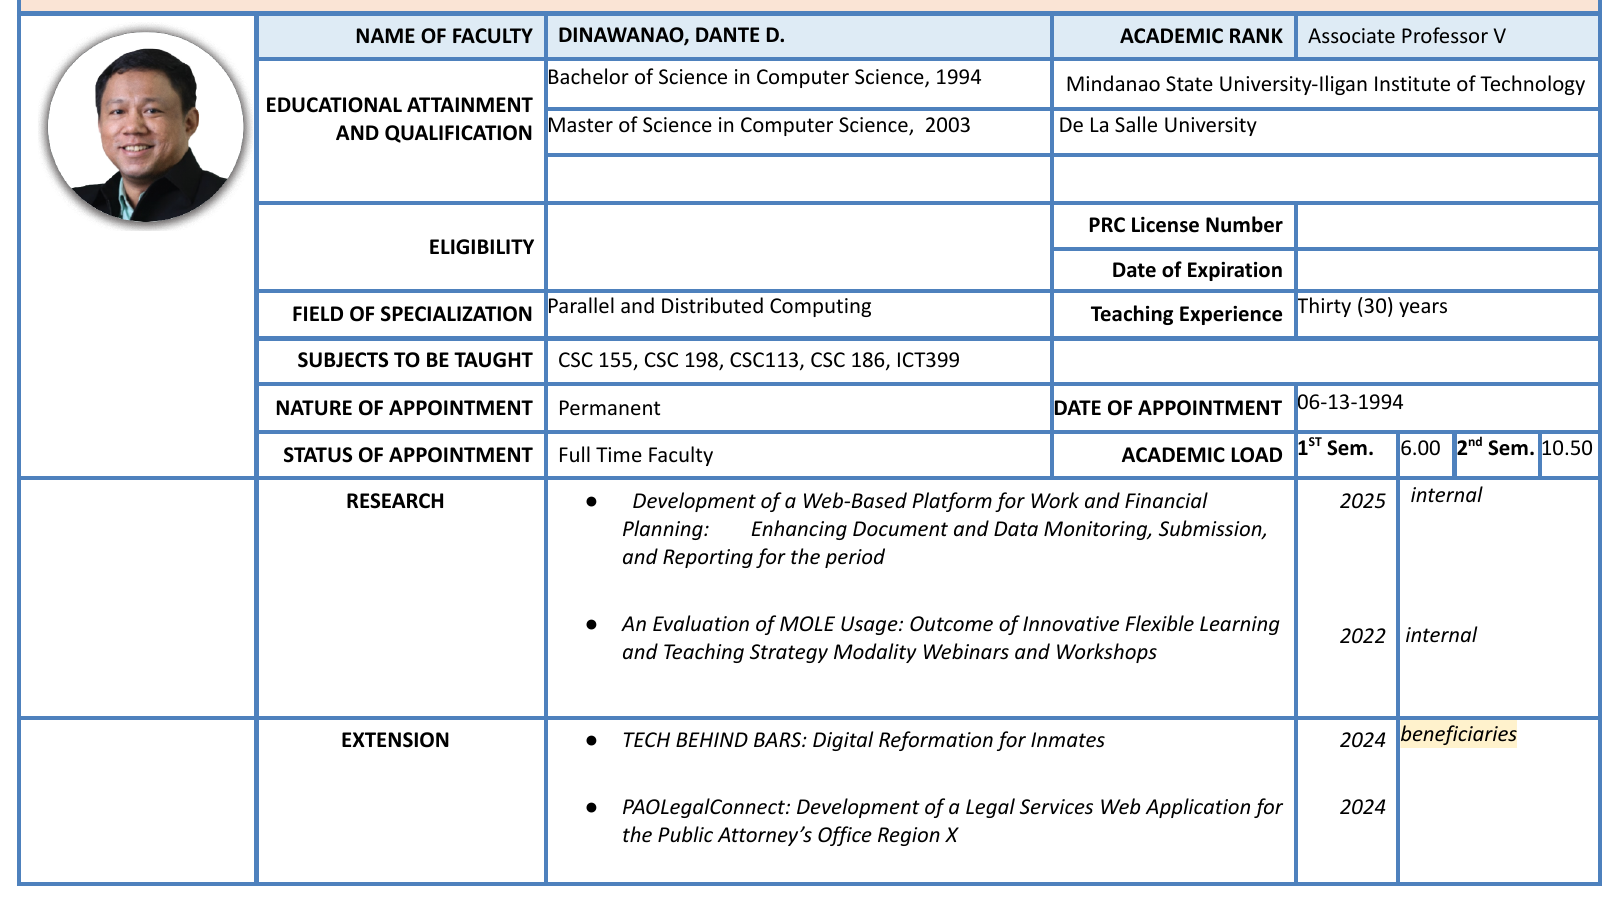 NAME OF FACULTY DINAWANAO, DANTE D. ACADEMIC RANK Associate Professor V
EDUCATIONAL ATTAINMENT
AND QUALIFICATION
Bachelor of Science in Computer Science, 1994 Mindanao State University-Iligan Institute of Technology
Master of Science in Computer Science,  2003 De La Salle University
ELIGIBILITY
PRC License Number
Date of Expiration
FIELD OF SPECIALIZATION Parallel and Distributed Computing Teaching Experience Thirty (30) years
SUBJECTS TO BE TAUGHT CSC 155, CSC 198, CSC113, CSC 186, ICT399
NATURE OF APPOINTMENT Permanent DATE OF APPOINTMENT 06-13-1994
STATUS OF APPOINTMENT Full Time Faculty ACADEMIC LOAD 1ST Sem. 6.00 2nd Sem. 10.50
RESEARCH
● Development of a Web-Based Platform for Work and Financial 2025 internal
Planning: Enhancing Document and Data Monitoring, Submission,
and Reporting for the period
● An Evaluation of MOLE Usage: Outcome of Innovative Flexible Learning 2022 internal
and Teaching Strategy Modality Webinars and Workshops
EXTENSION
● TECH BEHIND BARS: Digital Reformation for Inmates 2024 beneficiaries
● PAOLegalConnect: Development of a Legal Services Web Application for 2024
the Public Attorney’s Office Region X